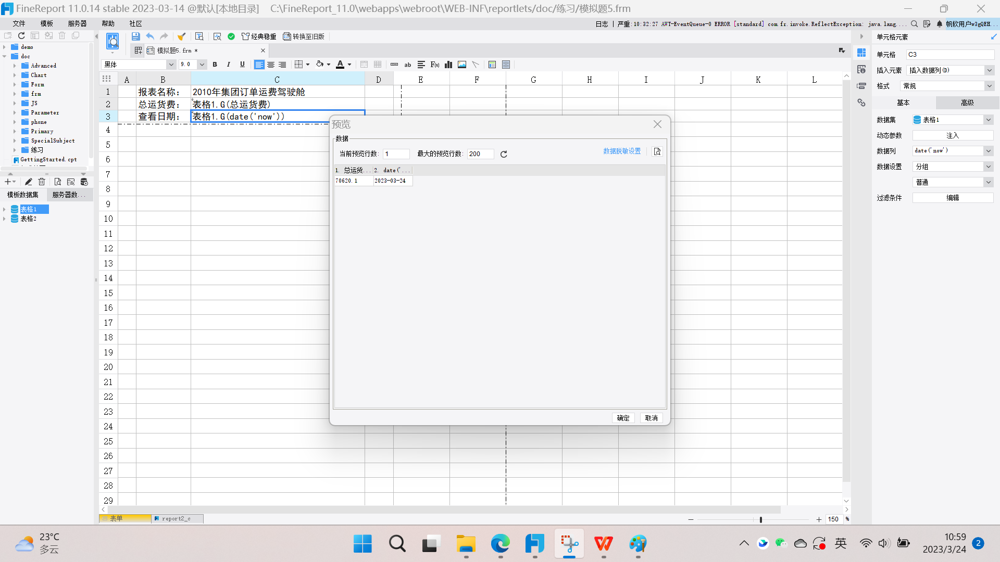 FineReport 11.0.14 stable 2023-03-14 @默认[本地目录] C:\FineReport_11.0\webapps\webroot\WEB-INF\reportlets/doc/练习/模拟题5.frm
文件 模板 服务器 帮助 社区
日志 | 严重:10:32:27 AWT-EventQueue-0 ERROR [standard] com.fr.invoke.ReflectException: java.lang.... 帆软用户w3gQEH...
经典稳重 转换至旧版
模拟题5.frm *
黑体 9.0 B I U A ab F(x)
demo
doc
Advanced
Chart
Form
frm
JS
Parameter
phone
Primary
SpecialSubject
练习
GettingStarted.cpt
模板数据集 服务器数...
表格1
表格2
A B C D E F G H I J K L
1 报表名称： 2010年集团订单运费驾驶舱
2 总运货费： 表格1.G(总运货费)
3 查看日期： 表格1.G(date('now'))
4
5
6
7
8
9
10
11
12
13
14
15
16
17
18
19
20
21
22
23
24
25
26
27
28
29
预览
数据
当前预览行数: 1 最大的预览行数: 200 数据脱敏设置
1. 总运货... 2. date('...
70620.1 2023-03-24
确定 取消
单元格元素
单元格 C3
插入元素 插入数据列(D)
格式 常规
基本 高级
数据集 表格1
动态参数 注入
数据列 date('now')
数据设置 分组
普通
过滤条件 编辑
表单 report2_c
150 %
23°C
多云
英
10:59
2023/3/24
2